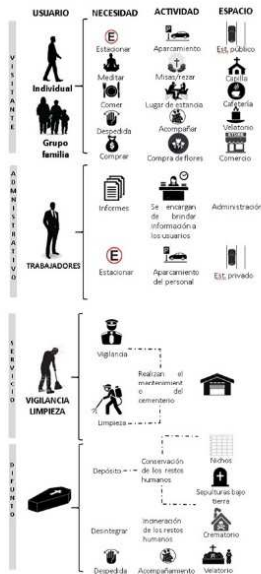 USUARIO NECESIDAD ACTIVIDAD ESPACIO
VISITANTE
Individual
Grupo
familia
E
Estacionar Aparcamiento Est. público
Meditar Misas/rezar Capilla
Comer Lugar de estancia Cafetería
Despedida Acompañar Velatorio
Comprar Compra de flores Comercio
ADMINISTRATIVO
TRABAJADORES
Informes
Se encargan
de brindar
información a
los usuarios
Administración
E
Estacionar Aparcamiento
del personal
Est. privado
SERVICIO
VIGILANCIA
LIMPIEZA
Vigilancia
Realizan el
mantenimient
o del
cementerio
Limpieza
DIFUNTO
Depósito
Conservación
de los restos
humanos
Nichos
Sepulturas bajo
tierra
Desintegrar
Incineración
de los restos
humanos
Crematorio
Despedida Acompañamiento Velatorio